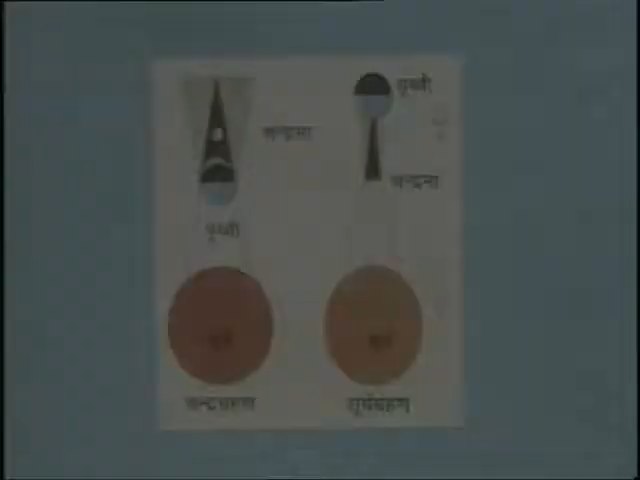 पृथ्वी
चन्द्रमा
चन्द्रमा
पृथ्वी
सूर्य
सूर्य
चन्द्रग्रहण
सूर्यग्रहण